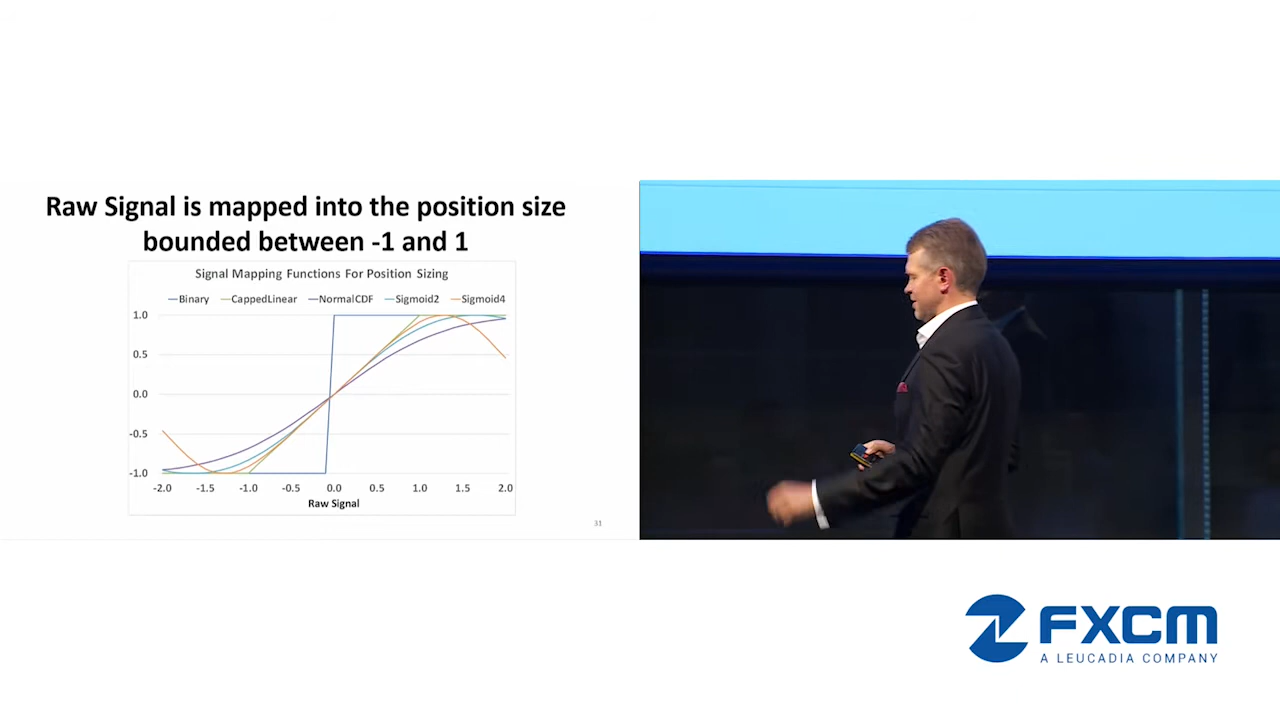 Raw Signal is mapped into the position size
bounded between -1 and 1
Signal Mapping Functions For Position Sizing
Binary CappedLinear NormalCDF Sigmoid2 Sigmoid4
1.0
0.5
0.0
-0.5
-1.0
-2.0 -1.5 -1.0 -0.5 0.0 0.5 1.0 1.5 2.0
Raw Signal
31
FXCM
A LEUCADIA COMPANY